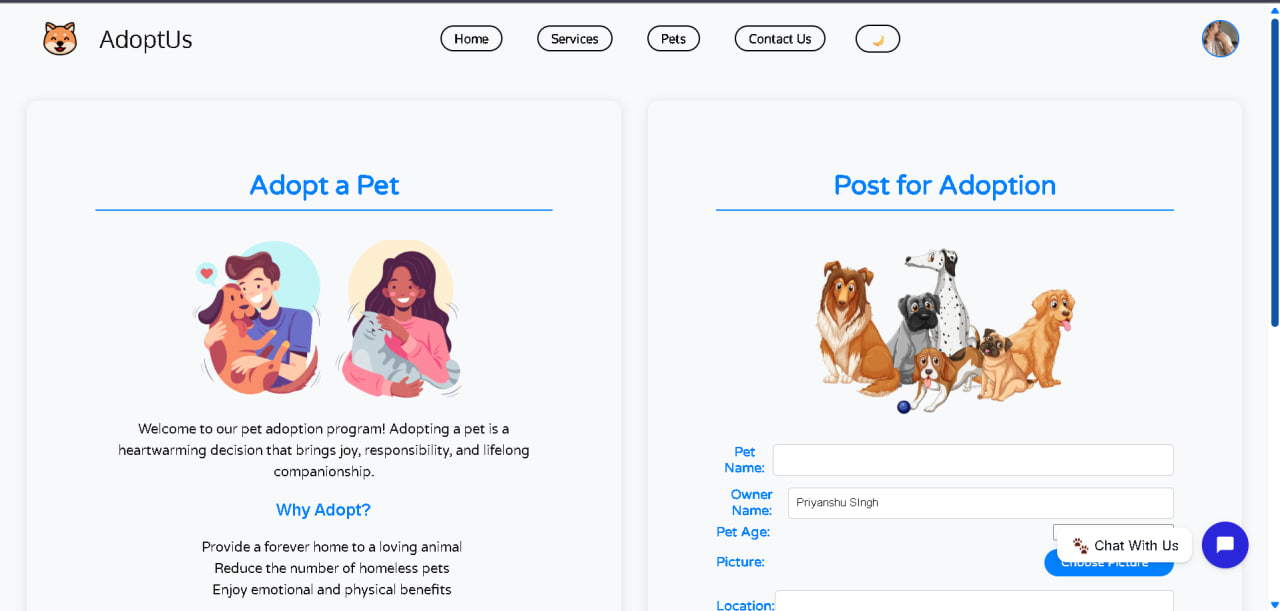 AdoptUs
Home
Services
Pets
Contact Us
Adopt a Pet
Welcome to our pet adoption program! Adopting a pet is a
heartwarming decision that brings joy, responsibility, and lifelong
companionship.
Why Adopt?
Provide a forever home to a loving animal
Reduce the number of homeless pets
Enjoy emotional and physical benefits
Post for Adoption
Pet
Name:
Owner
Name:
Priyanshu SIngh
Pet Age:
Picture:
Choose Picture
Location:
Chat With Us